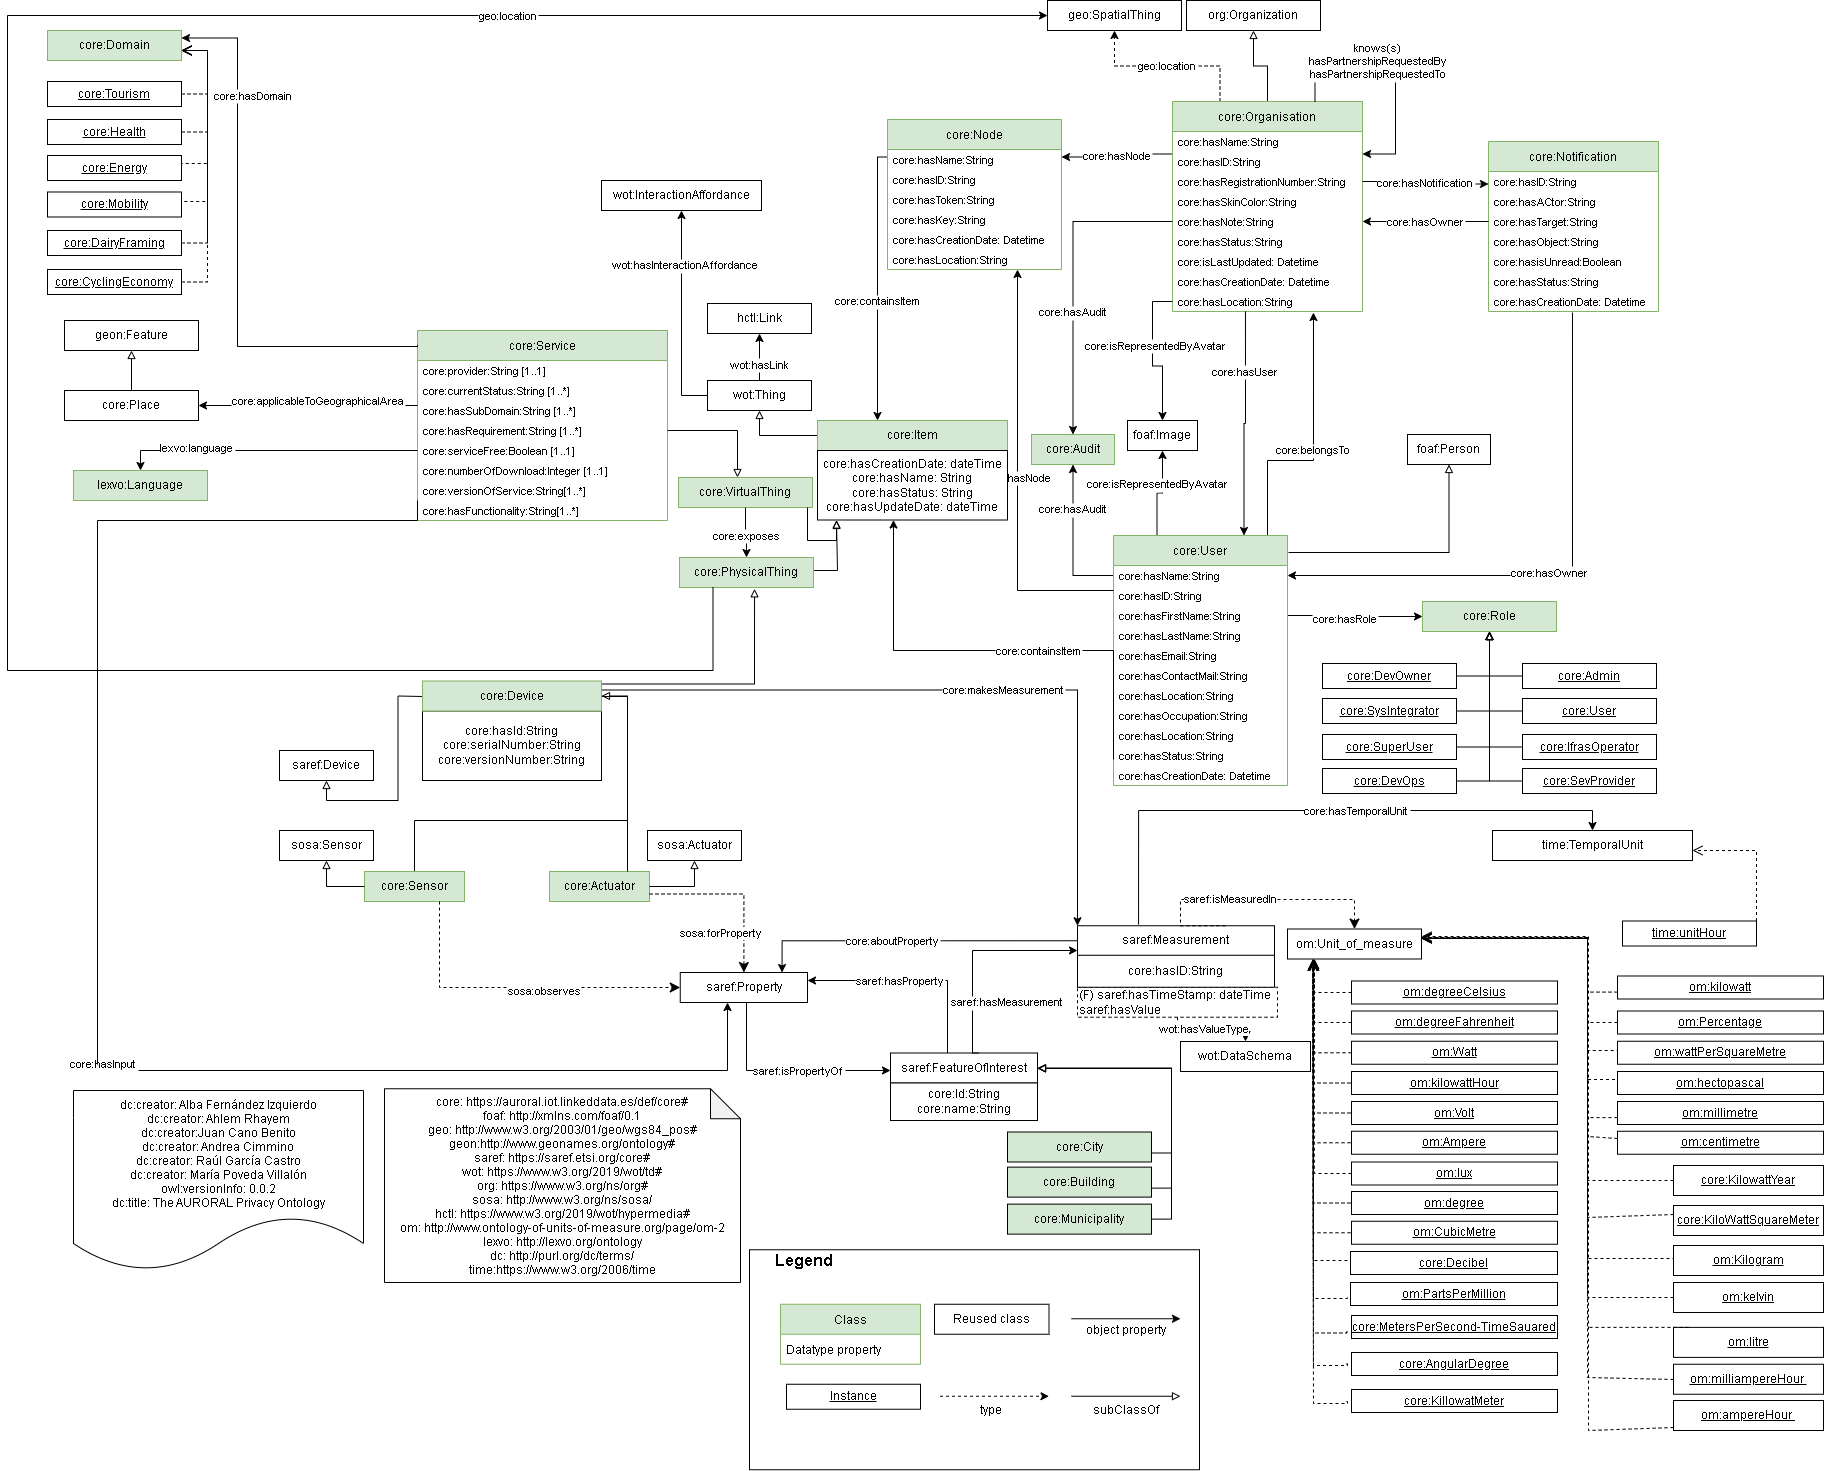 geo:location
geo:SpatialThing
org:Organization
core:Domain
knows(s)
hasPartnershipRequestedBy
hasPartnershipRequestedTo
geo:location
core:Tourism
core:hasDomain
core:Health
core:Energy
core:Mobility
core:DairyFraming
core:CyclingEconomy
core:Organisation
core:hasName:String
core:hasID:String
core:hasRegistrationNumber:String
core:hasSkinColor:String
core:hasNote:String
core:hasStatus:String
core:isLastUpdated: Datetime
core:hasCreationDate: Datetime
core:hasLocation:String
core:Node
core:hasName:String
core:hasID:String
core:hasToken:String
core:hasKey:String
core:hasCreationDate: Datetime
core:hasLocation:String
core:hasNode
core:hasNotification
core:hasOwner
core:Notification
core:hasID:String
core:hasACtor:String
core:hasTarget:String
core:hasObject:String
core:hasisUnread:Boolean
core:hasStatus:String
core:hasCreationDate: Datetime
wot:InteractionAffordance
wot:hasInteractionAffordance
core:containsItem
core:hasAudit
hctl:Link
wot:hasLink
wot:Thing
core:isRepresentedByAvatar
core:hasUser
geon:Feature
core:Place
core:applicableToGeographicalArea
lexvo:language
lexvo:Language
core:Service
core:provider:String [1..1]
core:currentStatus:String [1..*]
core:hasSubDomain:String [1..*]
core:hasRequirement:String [1..*]
core:serviceFree:Boolean [1..1]
core:numberOfDownload:Integer [1..1]
core:versionOfService:String[1..*]
core:hasFunctionality:String[1..*]
core:Item
core:hasCreationDate: dateTime
core:hasName: String
core:hasStatus: String
core:hasUpdateDate: dateTime
hasNode
core:Audit
foaf:Image
core:isRepresentedByAvatar
core:hasAudit
core:belongsTo
foaf:Person
core:VirtualThing
core:exposes
core:PhysicalThing
core:hasOwner
core:User
core:hasName:String
core:hasID:String
core:hasFirstName:String
core:hasLastName:String
core:hasEmail:String
core:hasContactMail:String
core:hasLocation:String
core:hasOccupation:String
core:hasLocation:String
core:hasStatus:String
core:hasCreationDate: Datetime
core:hasRole
core:Role
core:containsItem
core:DevOwner
core:Admin
core:SysIntegrator
core:User
core:SuperUser
core:IfrasOperator
core:DevOps
core:SevProvider
core:Device
core:hasId:String
core:serialNumber:String
core:versionNumber:String
core:makesMeasurement
saref:Device
sosa:Sensor
sosa:Actuator
core:Sensor
core:Actuator
core:hasTemporalUnit
time:TemporalUnit
time:unitHour
sosa:forProperty
sosa:observes
core:aboutProperty
saref:Property
saref:hasProperty
saref:hasMeasurement
saref:isMeasuredIn
saref:Measurement
core:hasID:String
(F) saref:hasTimeStamp: dateTime
saref:hasValue
wot:hasValueType,
wot:DataSchema
om:Unit_of_measure
core:hasInput
saref:isPropertyOf
saref:FeatureOfInterest
core:Id:String
core:name:String
core:City
core:Building
core:Municipality
om:degreeCelsius
om:degreeFahrenheit
om:Watt
om:kilowattHour
om:Volt
om:Ampere
om:lux
om:degree
om:CubicMetre
core:Decibel
om:PartsPerMillion
core:MetersPerSecond-TimeSauared
core:AngularDegree
core:KillowatMeter
om:kilowatt
om:Percentage
om:wattPerSquareMetre
om:hectopascal
om:millimetre
om:centimetre
core:KilowattYear
core:KiloWattSquareMeter
om:Kilogram
om:kelvin
om:litre
om:milliampereHour
om:ampereHour
dc:creator: Alba Fernández Izquierdo
dc:creator: Ahlem Rhayem
dc:creator:Juan Cano Benito
dc:creator: Andrea Cimmino
dc:creator: Raúl García Castro
dc:creator: María Poveda Villalón
owl:versionInfo: 0.0.2
dc:title: The AURORAL Privacy Ontology
core: https://auroral.iot.linkeddata.es/def/core#
foaf: http://xmlns.com/foaf/0.1
geo: http://www.w3.org/2003/01/geo/wgs84_pos#
geon:http://www.geonames.org/ontology#
saref: https://saref.etsi.org/core#
wot: https://www.w3.org/2019/wot/td#
org: https://www.w3.org/ns/org#
sosa: http://www.w3.org/ns/sosa/
hctl: https://www.w3.org/2019/wot/hypermedia#
om: http://www.ontology-of-units-of-measure.org/page/om-2
lexvo: http://lexvo.org/ontology
dc: http://purl.org/dc/terms/
time:https://www.w3.org/2006/time
Legend
Class
Datatype property
Reused class
object property
Instance
type
subClassOf